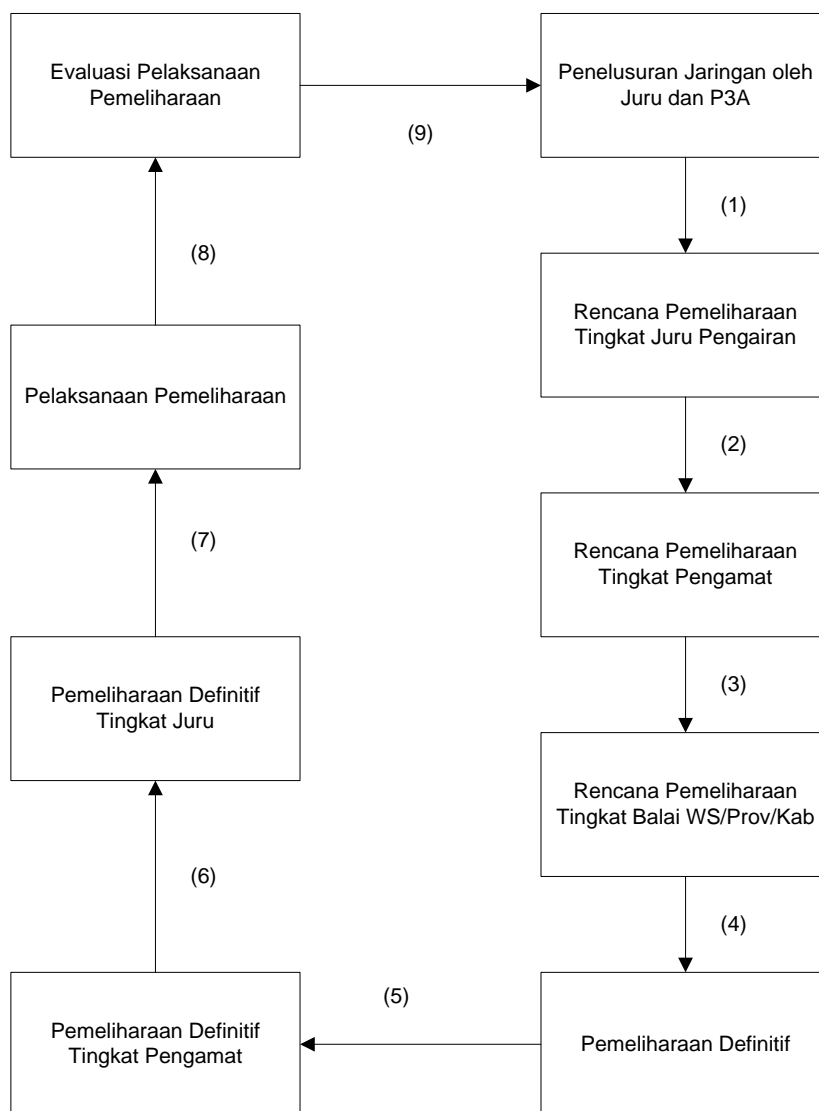 Evaluasi Pelaksanaan
Pemeliharaan
(9)
Penelusuran Jaringan oleh
Juru dan P3A
(1)
Rencana Pemeliharaan
Tingkat Juru Pengairan
(2)
Rencana Pemeliharaan
Tingkat Pengamat
(3)
Rencana Pemeliharaan
Tingkat Balai WS/Prov/Kab
(4)
Pemeliharaan Definitif
(5)
Pemeliharaan Definitif
Tingkat Pengamat
(6)
Pemeliharaan Definitif
Tingkat Juru
(7)
Pelaksanaan Pemeliharaan
(8)